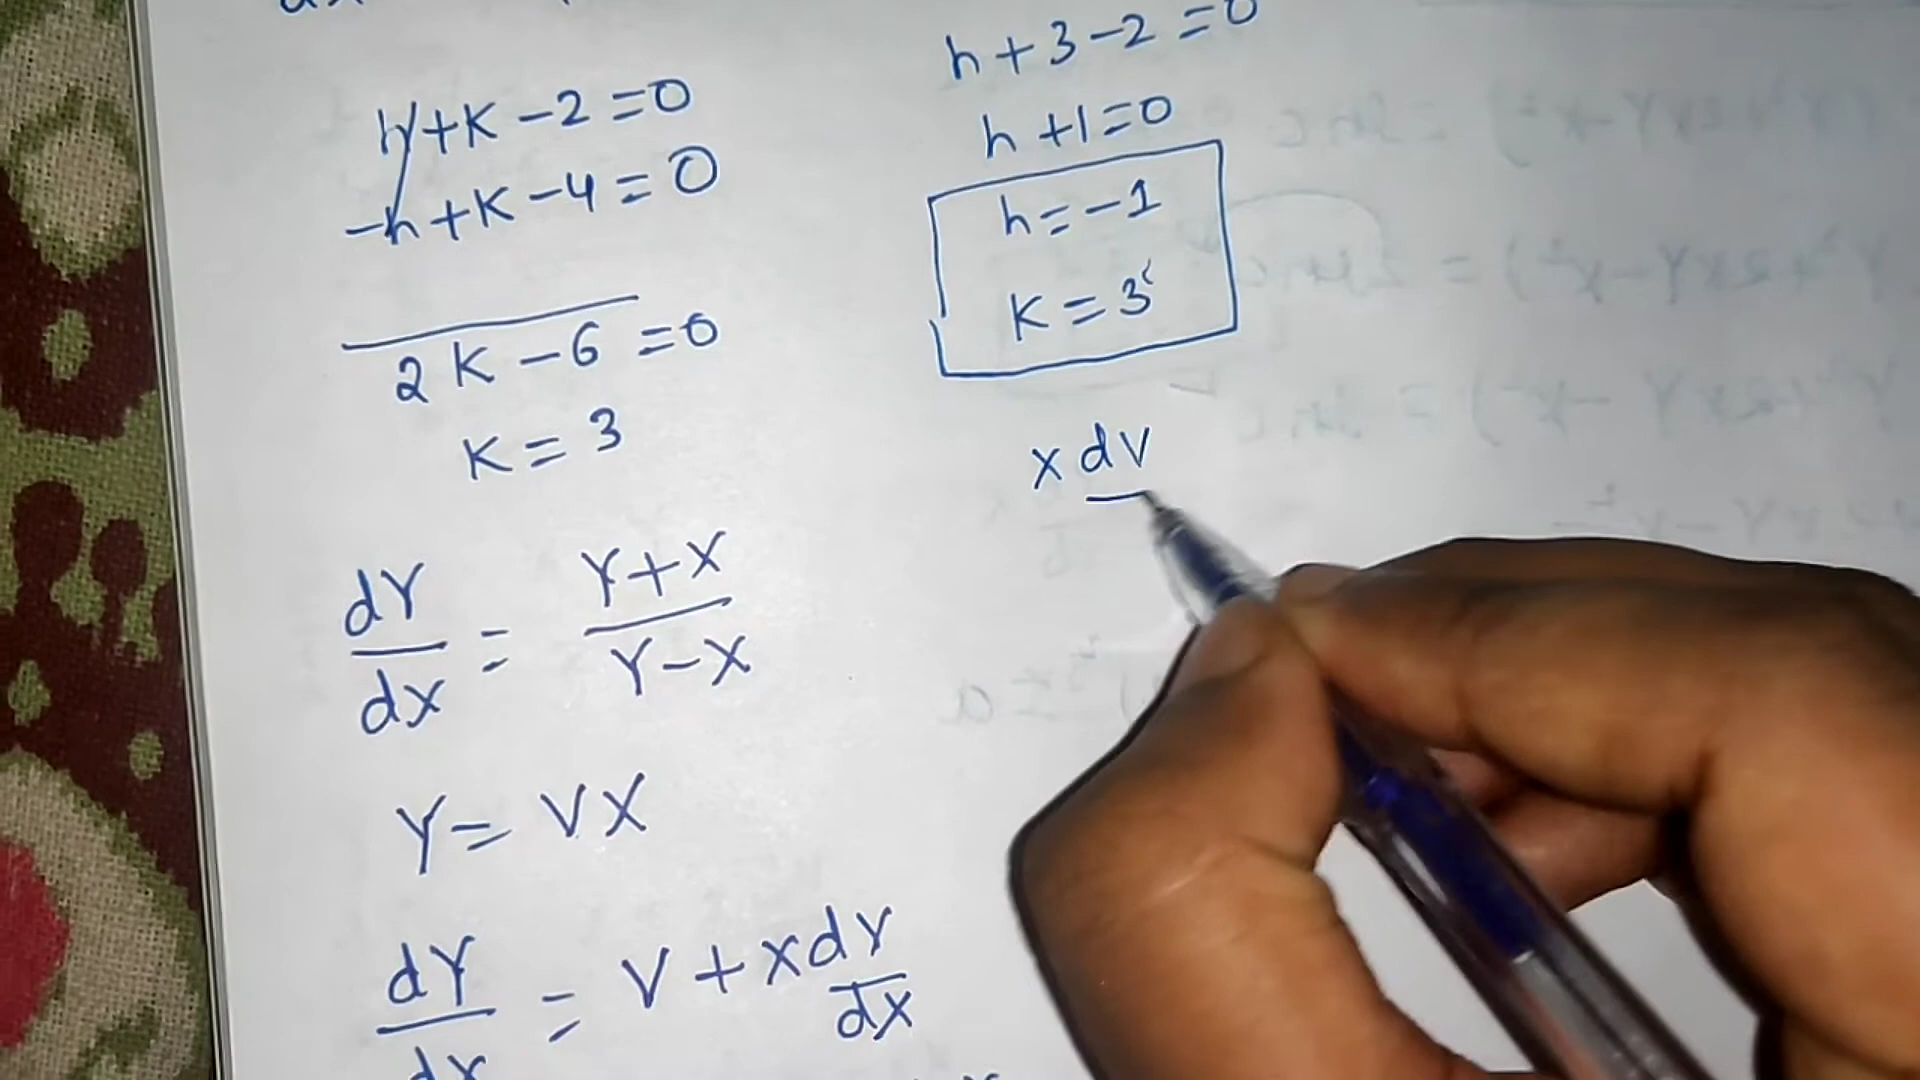 h+K-2=0
-h+K-4=0
2K-6=0
K=3
dY/dx = Y+X/Y-X
Y=VX
dY/dx = V+xdv/dx
h+3-2=0
h+1=0
h=-1
K=3
x dv